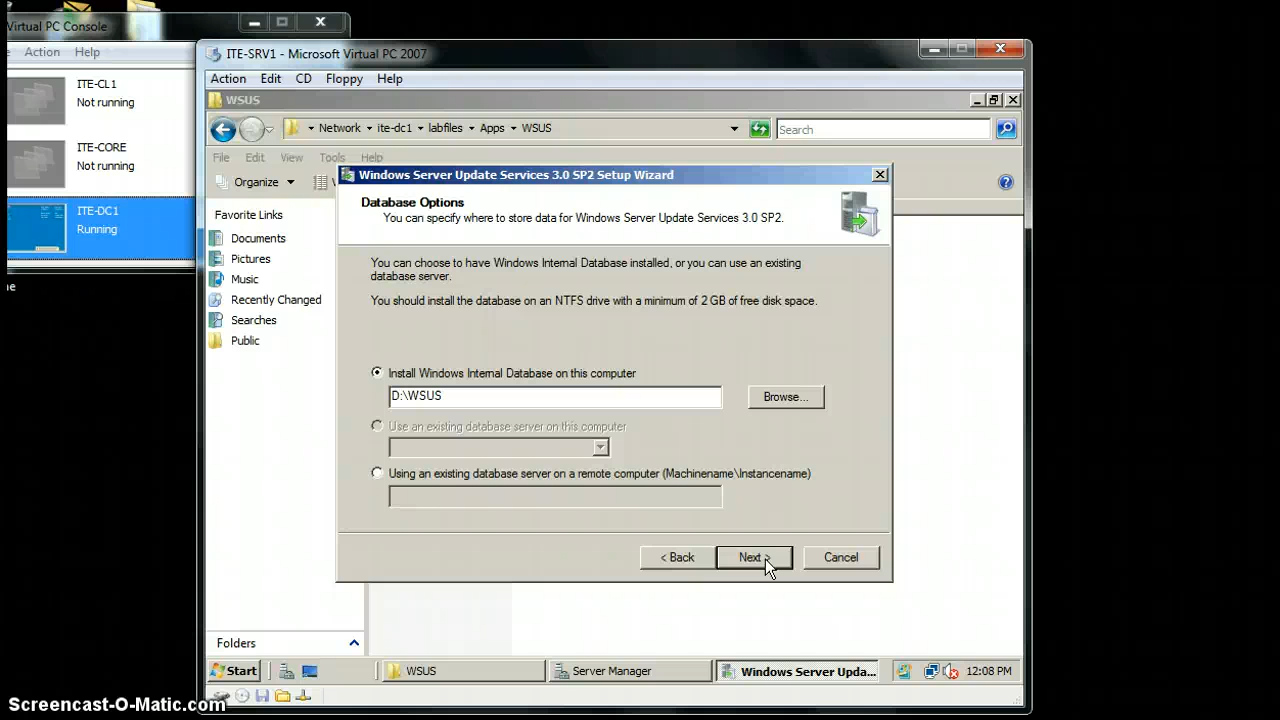 Virtual PC Console
Action Help
ITE-CL1
Not running
ITE-CORE
Not running
ITE-DC1
Running
ITE-SRV1 - Microsoft Virtual PC 2007
Action Edit CD Floppy Help
WSUS
Network ite-dc1 labfiles Apps WSUS
Search
File Edit View Tools Help
Organize
Favorite Links
Documents
Pictures
Music
Recently Changed
Searches
Public
Folders
Windows Server Update Services 3.0 SP2 Setup Wizard
Database Options
You can specify where to store data for Windows Server Update Services 3.0 SP2.
You can choose to have Windows Internal Database installed, or you can use an existing
database server.
You should install the database on an NTFS drive with a minimum of 2 GB of free disk space.
Install Windows Internal Database on this computer
D:\WSUS
Browse...
Use an existing database server on this computer
Using an existing database server on a remote computer (Machinename\Instancename)
< Back Next > Cancel
Start WSUS Server Manager Windows Server Upda... 12:08 PM
Screencast-O-Matic.com